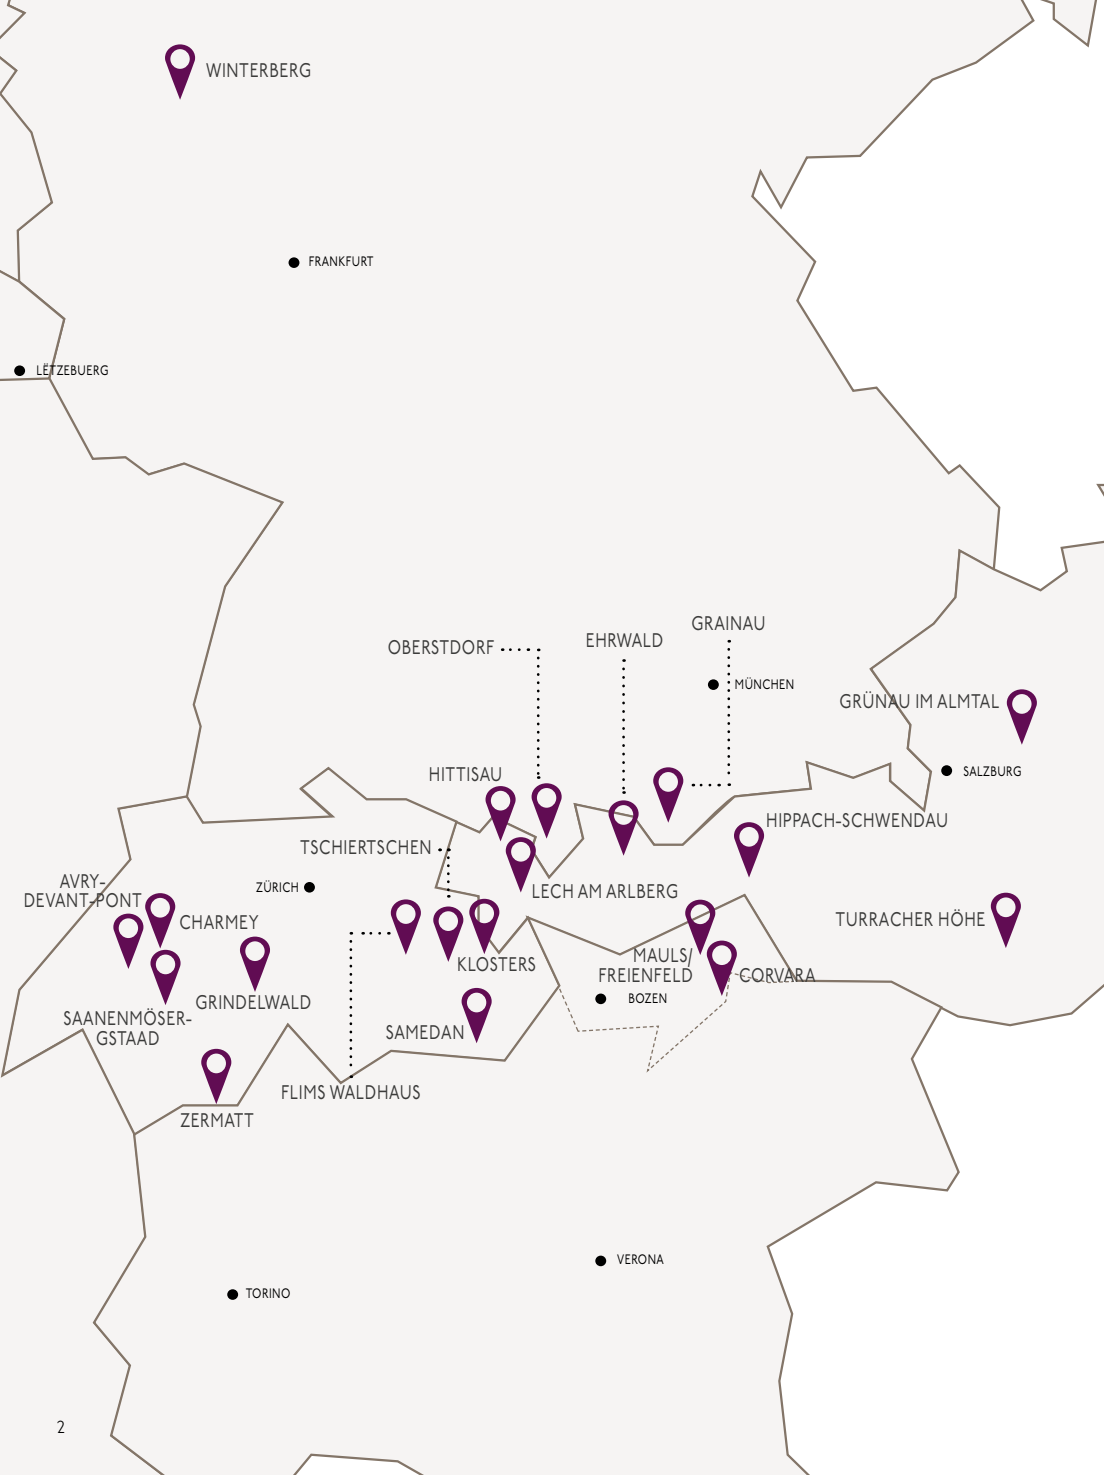 WINTERBERG
FRANKFURT
LËTZEBUERG
GRAINAU
EHRWALD
OBERSTDORF
MÜNCHEN
GRÜNAU IM ALMTAL
SALZBURG
HITTISAU
HIPPACH-SCHWENDAU
TSCHIERTSCHEN
ZÜRICH
LECH AM ARLBERG
AVRY-
DEVANT-PONT
CHARMEY
TURRACHER HÖHE
MAULS/
FREIENFELD
KLOSTERS
CORVARA
BOZEN
GRINDELWALD
SAANENMÖSER-
GSTAAD
SAMEDAN
FLIMS WALDHAUS
ZERMATT
VERONA
TORINO
2